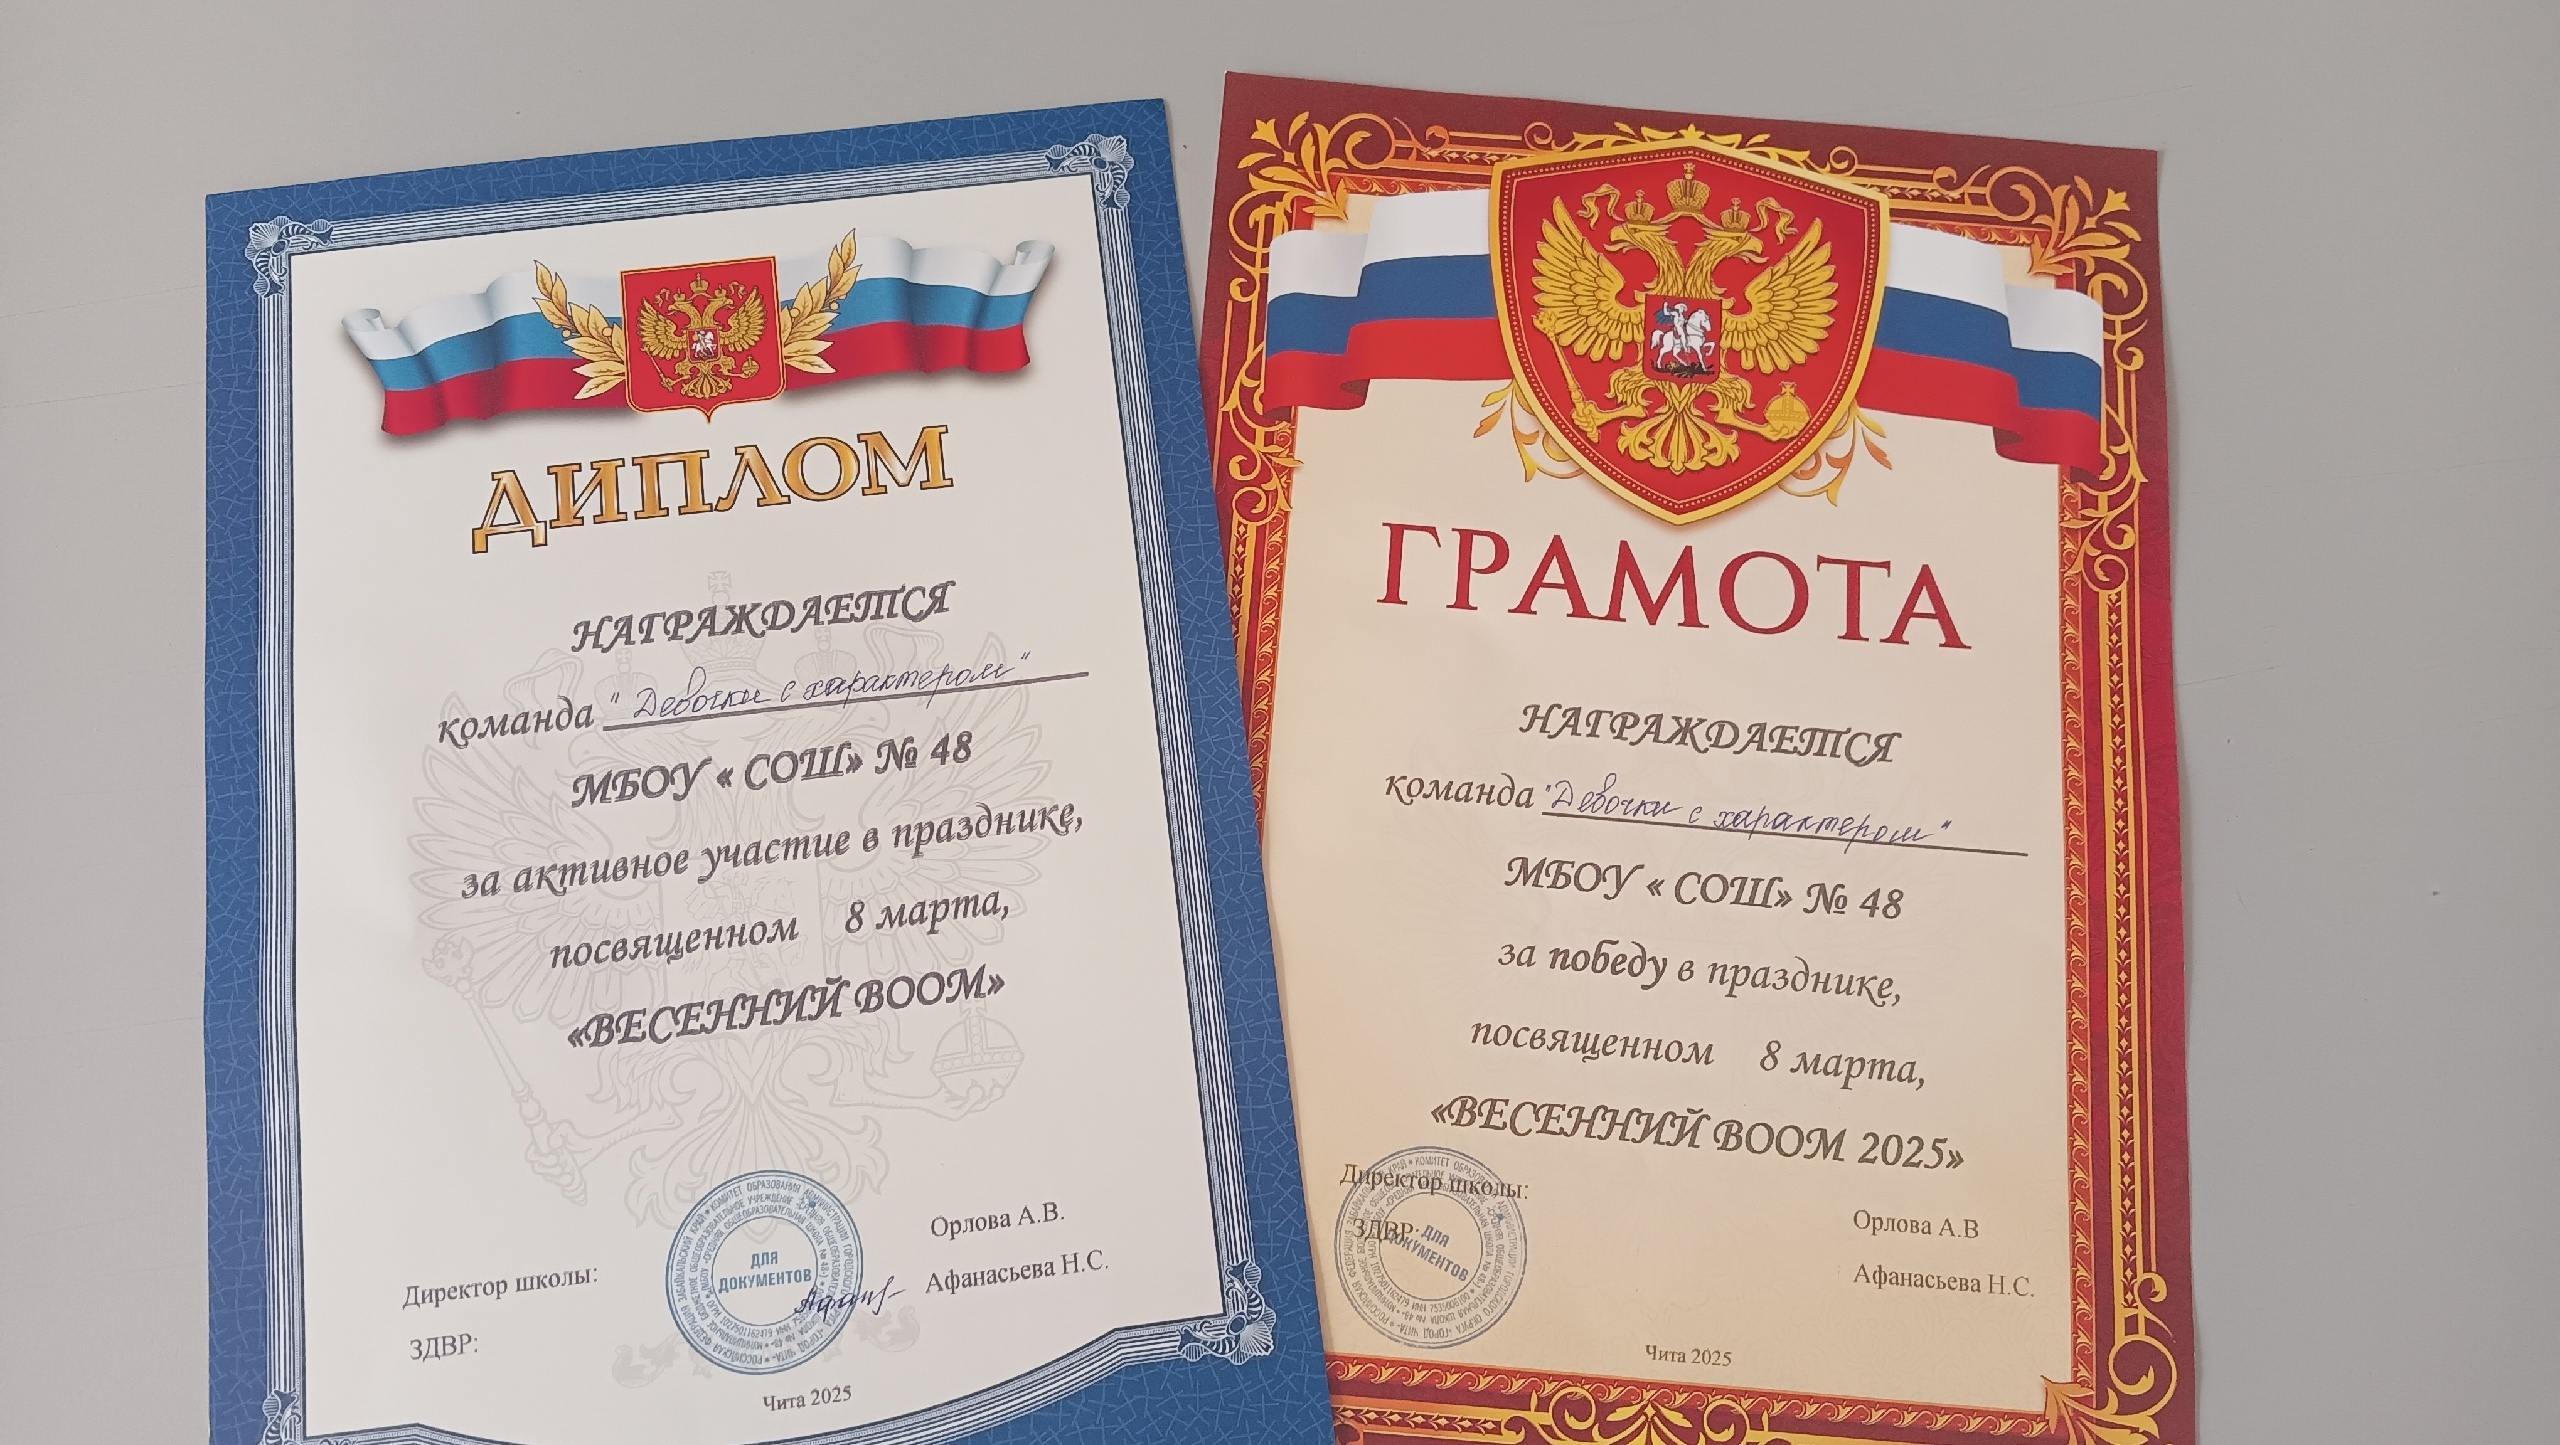 ДИПЛОМ
НАГРАЖДАЕТСЯ
команда "Девочки с характером"
МБОУ « СОШ» № 48
за активное участие в празднике,
посвященном 8 марта,
«ВЕСЕННИЙ BOOM»
Директор школы: Орлова А.В.
ЗДВР: Афанасьева Н.С.
ДЛЯ
ДОКУМЕНТОВ
Чита 2025
ГРАМОТА
НАГРАЖДАЕТСЯ
команда "Девочки с характером"
МБОУ « СОШ» № 48
за победу в празднике,
посвященном 8 марта,
«ВЕСЕННИЙ BOOM 2025»
Директор школы: Орлова А.В
ЗДВР: Афанасьева Н.С.
ДЛЯ
ДОКУМЕНТОВ
Чита 2025